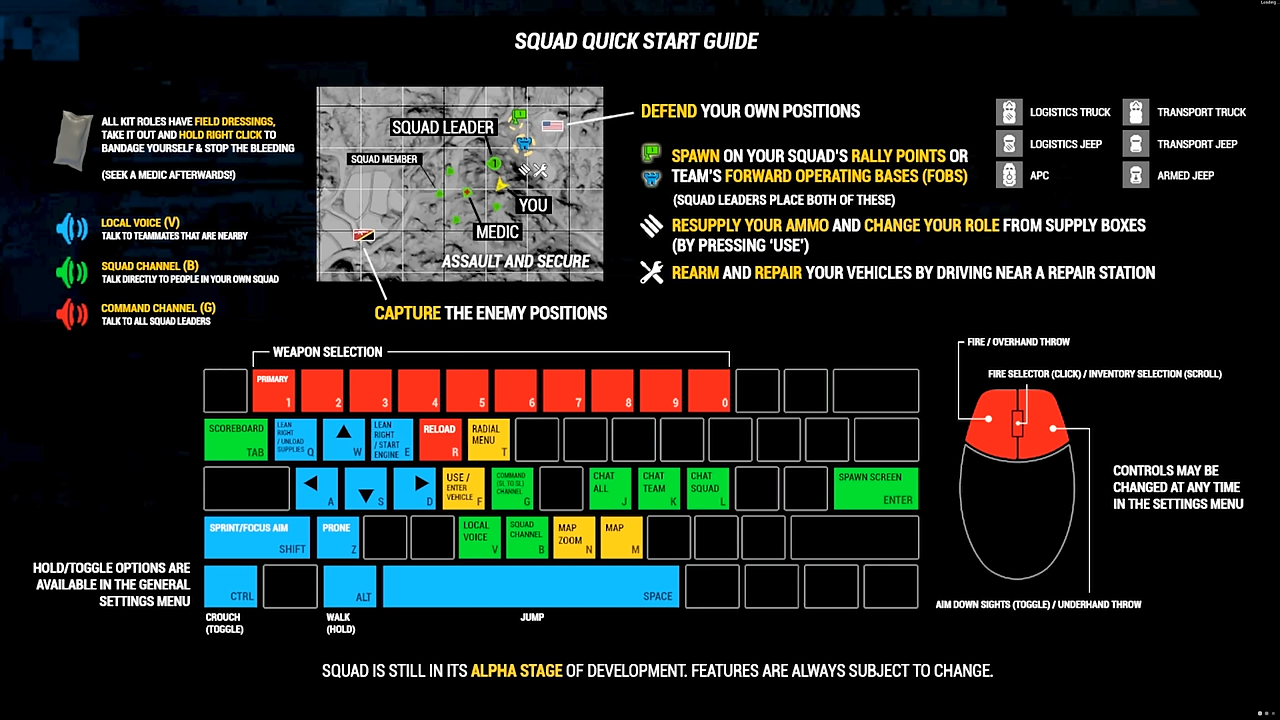 Loading
SQUAD QUICK START GUIDE
ALL KIT ROLES HAVE FIELD DRESSINGS,
TAKE IT OUT AND HOLD RIGHT CLICK TO
BANDAGE YOURSELF & STOP THE BLEEDING
(SEEK A MEDIC AFTERWARDS!)
LOCAL VOICE (V)
TALK TO TEAMMATES THAT ARE NEARBY
SQUAD CHANNEL (B)
TALK DIRECTLY TO PEOPLE IN YOUR OWN SQUAD
COMMAND CHANNEL (G)
TALK TO ALL SQUAD LEADERS
SQUAD LEADER
SQUAD MEMBER
1
1
YOU
MEDIC
ASSAULT AND SECURE
CAPTURE THE ENEMY POSITIONS
DEFEND YOUR OWN POSITIONS
1
SPAWN ON YOUR SQUAD'S RALLY POINTS OR
TEAM'S FORWARD OPERATING BASES (FOBS)
(SQUAD LEADERS PLACE BOTH OF THESE)
RESUPPLY YOUR AMMO AND CHANGE YOUR ROLE FROM SUPPLY BOXES
(BY PRESSING 'USE')
REARM AND REPAIR YOUR VEHICLES BY DRIVING NEAR A REPAIR STATION
LOGISTICS TRUCK
TRANSPORT TRUCK
LOGISTICS JEEP
TRANSPORT JEEP
APC
ARMED JEEP
WEAPON SELECTION
PRIMARY
1
2
3
4
5
6
7
8
9
0
SCOREBOARD
TAB
LEAN
RIGHT
/ UNLOAD
SUPPLIES Q
W
LEAN
RIGHT
/ START
ENGINE E
RELOAD
R
RADIAL
MENU
T
A
S
D
USE /
ENTER
VEHICLE F
COMMAND
(SL TO SL)
CHANNEL
G
CHAT
ALL
J
CHAT
TEAM
K
CHAT
SQUAD
L
SPAWN SCREEN
ENTER
SPRINT/FOCUS AIM
SHIFT
PRONE
Z
LOCAL
VOICE
V
SQUAD
CHANNEL
B
MAP
ZOOM
N
MAP
M
CTRL
ALT
SPACE
CROUCH
(TOGGLE)
WALK
(HOLD)
JUMP
HOLD/TOGGLE OPTIONS ARE
AVAILABLE IN THE GENERAL
SETTINGS MENU
FIRE / OVERHAND THROW
FIRE SELECTOR (CLICK) / INVENTORY SELECTION (SCROLL)
CONTROLS MAY BE
CHANGED AT ANY TIME
IN THE SETTINGS MENU
AIM DOWN SIGHTS (TOGGLE) / UNDERHAND THROW
SQUAD IS STILL IN ITS ALPHA STAGE OF DEVELOPMENT. FEATURES ARE ALWAYS SUBJECT TO CHANGE.